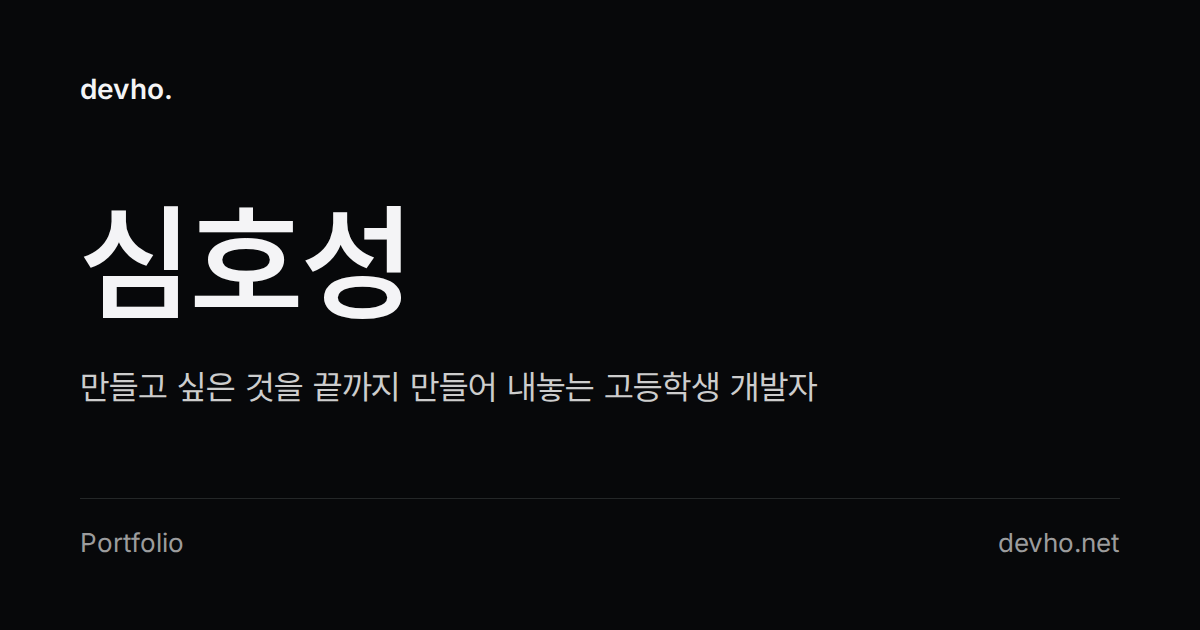 devho.
심호성
만들고 싶은 것을 끝까지 만들어 내놓는 고등학생 개발자
Portfolio
devho.net